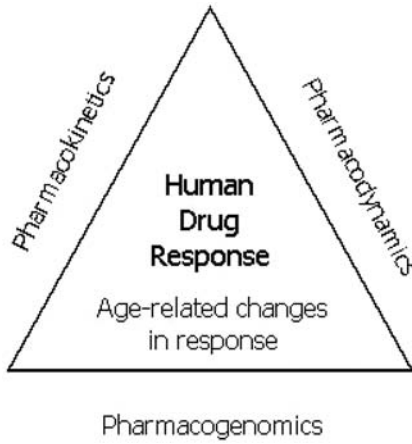 Pharmacokinetics
Pharmacodynamics
Human
Drug
Response
Age-related changes
in response
Pharmacogenomics